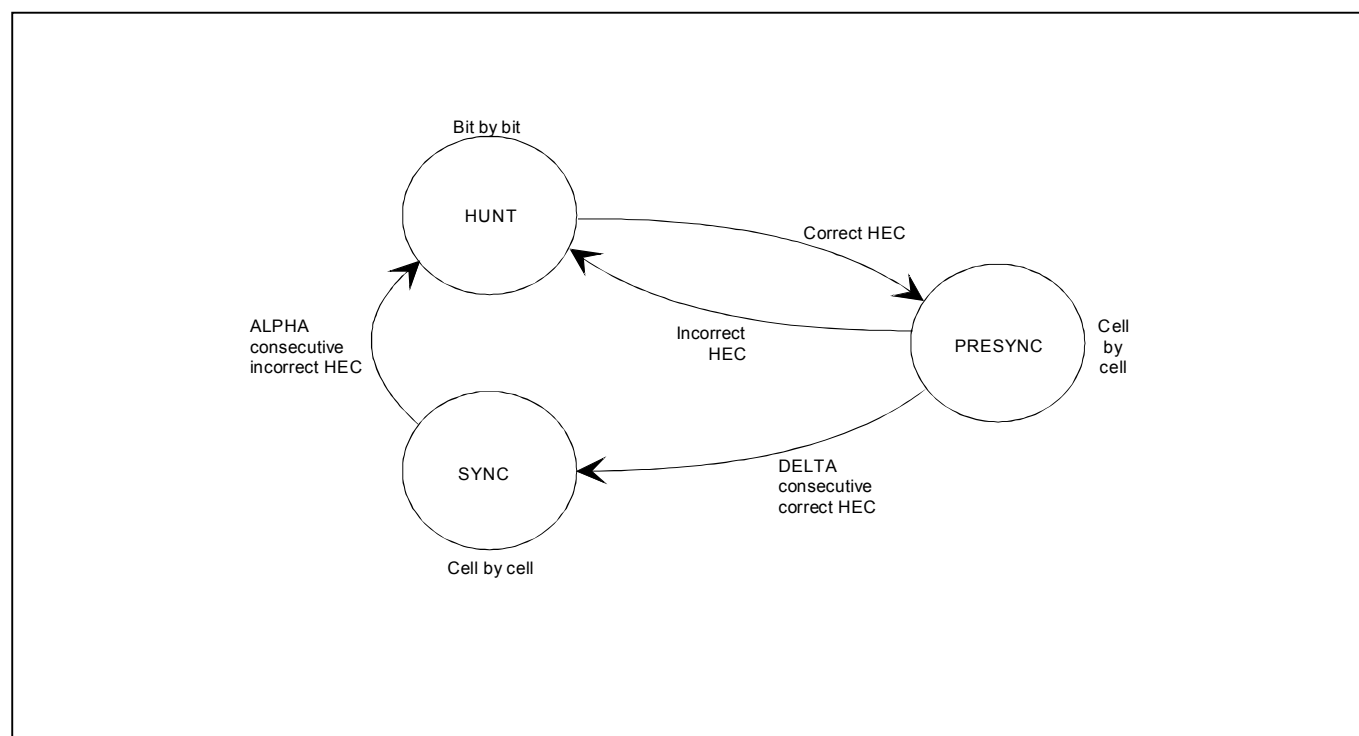 Bit by bit
HUNT
Correct HEC
ALPHA
consecutive
incorrect HEC
Incorrect
HEC
PRESYNC
Cell
by
cell
SYNC
DELTA
consecutive
correct HEC
Cell by cell